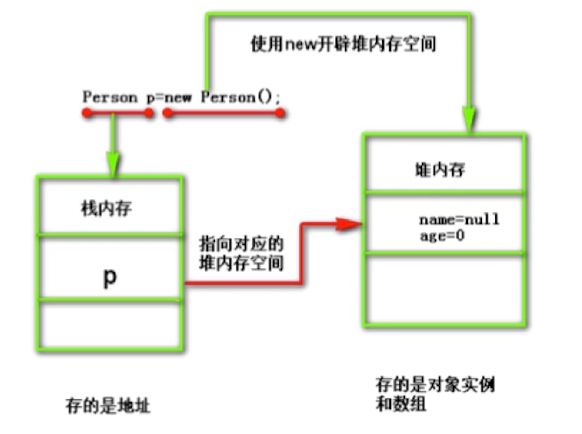 使用new开辟堆内存空间
Person p=new Person();
堆内存
栈内存
name=null
age=0
指向对应的
堆内存空间
p
存的是对象实例
和数组
存的是地址